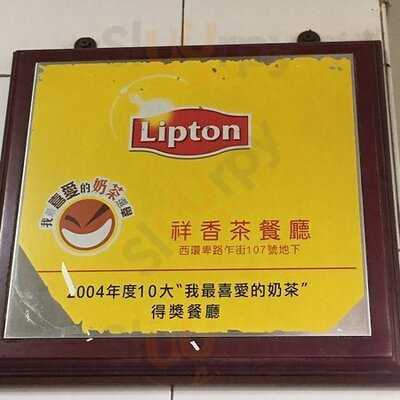 Lipton
我最喜愛的奶茶選舉
祥香茶餐廳
西環卑路乍街107號地下
2004年度10大“我最喜愛的奶茶”
得獎餐廳